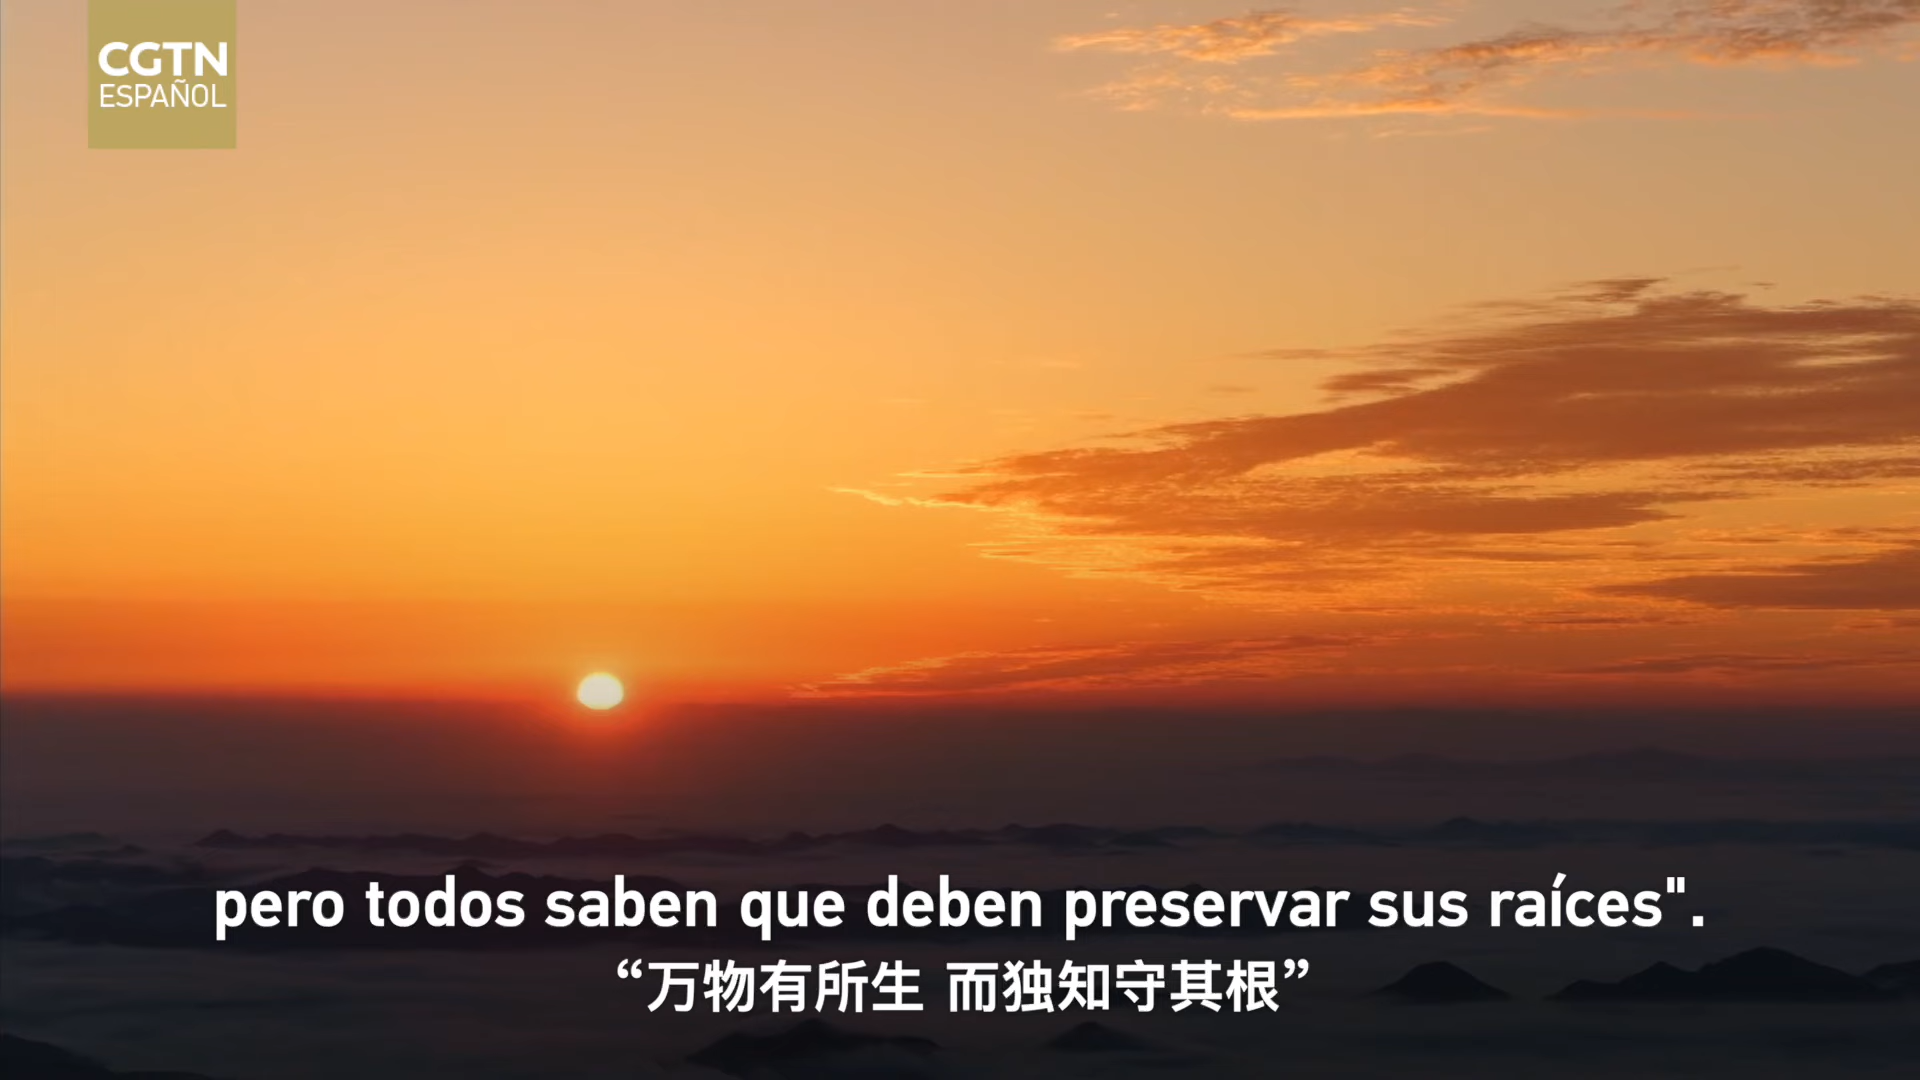 CGTN
ESPAÑOL
pero todos saben que deben preservar sus raíces".
“万物有所生 而独知守其根”